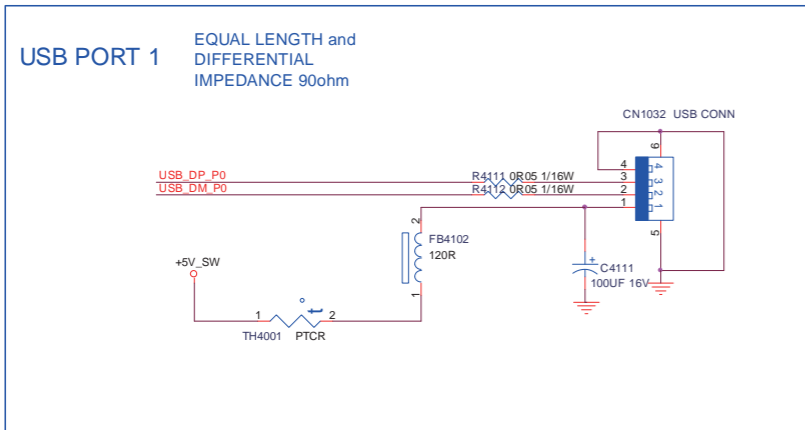 USB PORT 1
EQUAL LENGTH and
DIFFERENTIAL
IMPEDANCE 90ohm
CN1032 USB CONN
6
4
4
USB_DP_P0
R4111 0R05 1/16W
3
3
USB_DM_P0
R4112 0R05 1/16W
2
2
1
1
2
5
FB4102
120R
+5V_SW
+
C4111
100UF 16V
1
1
t
2
TH4001
PTCR